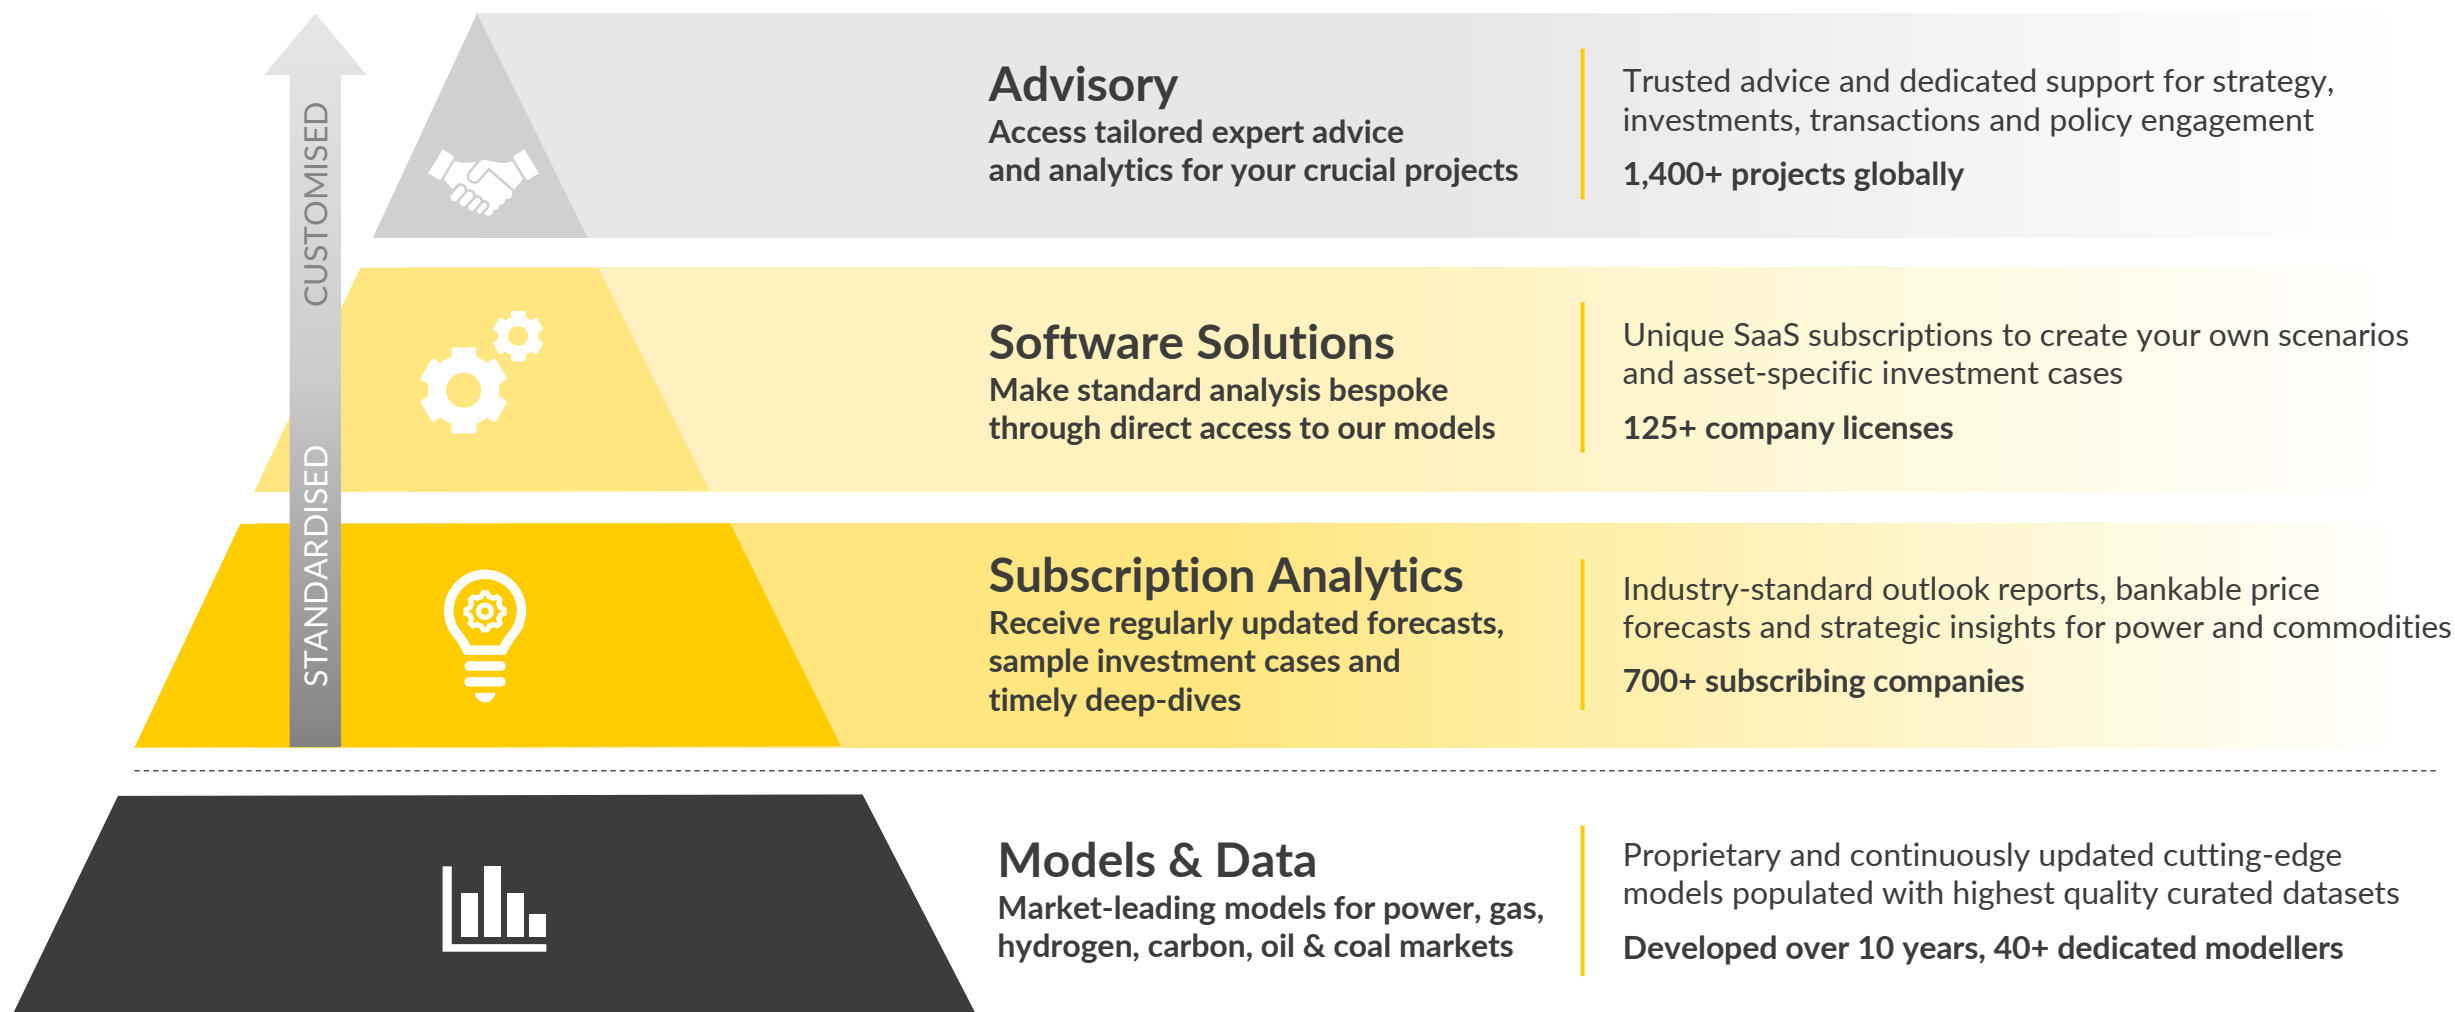 CUSTOMISED
STANDARDISED
Advisory
Access tailored expert advice
and analytics for your crucial projects
Trusted advice and dedicated support for strategy,
investments, transactions and policy engagement
1,400+ projects globally
Software Solutions
Make standard analysis bespoke
through direct access to our models
Unique SaaS subscriptions to create your own scenarios
and asset-specific investment cases
125+ company licenses
Subscription Analytics
Receive regularly updated forecasts,
sample investment cases and
timely deep-dives
Industry-standard outlook reports, bankable price
forecasts and strategic insights for power and commodities
700+ subscribing companies
Models & Data
Market-leading models for power, gas,
hydrogen, carbon, oil & coal markets
Proprietary and continuously updated cutting-edge
models populated with highest quality curated datasets
Developed over 10 years, 40+ dedicated modellers